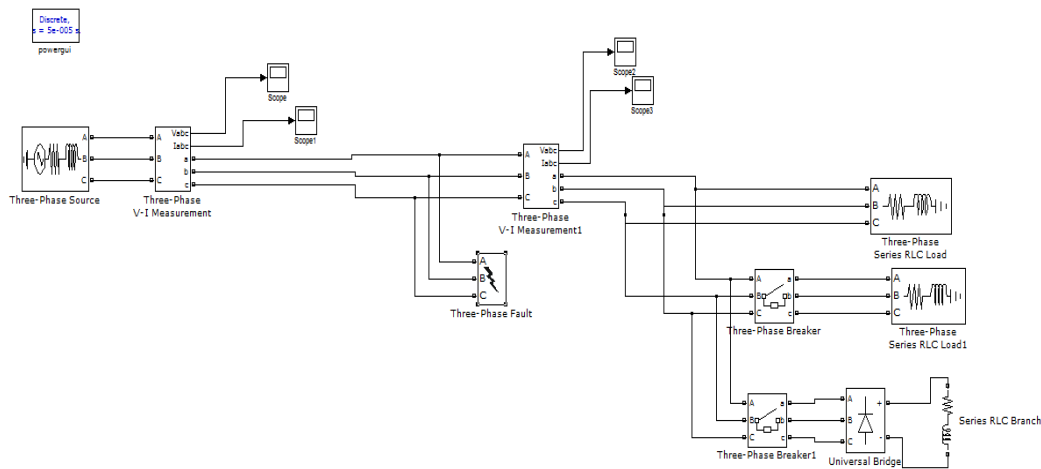 Discrete,
s = 5e-005 s.
powergui
Scope
Scope1
Scope2
Scope3
A
B
C
Three-Phase Source
A
B
C
Vabc
Iabc
a
b
c
Three-Phase
V-I Measurement
A
B
C
Vabc
Iabc
a
b
c
Three-Phase
V-I Measurement1
A
B
C
Three-Phase Fault
A
B
C
Three-Phase
Series RLC Load
A
B
C
a
b
c
Three-Phase Breaker
A
B
C
Three-Phase
Series RLC Load1
A
B
C
a
b
c
Three-Phase Breaker1
A
B
C
+
-
Universal Bridge
Series RLC Branch